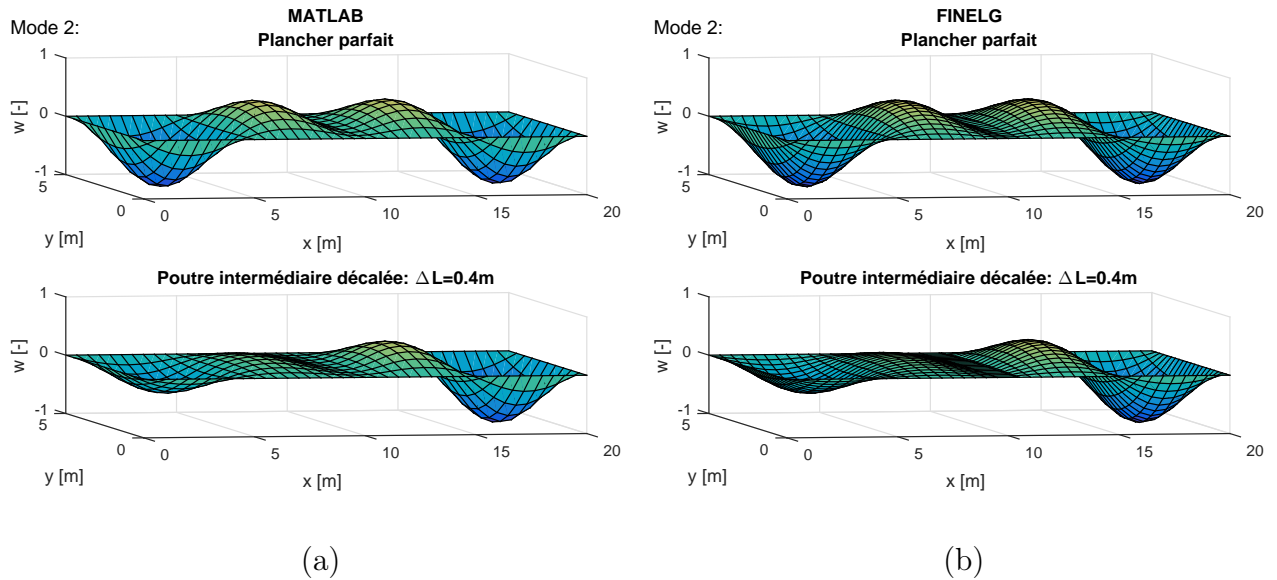 Mode 2:
MATLAB
Plancher parfait
1
0
-1
w [-]
5
0
y [m]
0
5
10
15
20
x [m]
Poutre intermédiaire décalée: Δ L=0.4m
1
0
-1
w [-]
5
0
y [m]
0
5
10
15
20
x [m]
(a)
Mode 2:
FINELG
Plancher parfait
1
0
-1
w [-]
5
0
y [m]
0
5
10
15
20
x [m]
Poutre intermédiaire décalée: Δ L=0.4m
1
0
-1
w [-]
5
0
y [m]
0
5
10
15
20
x [m]
(b)